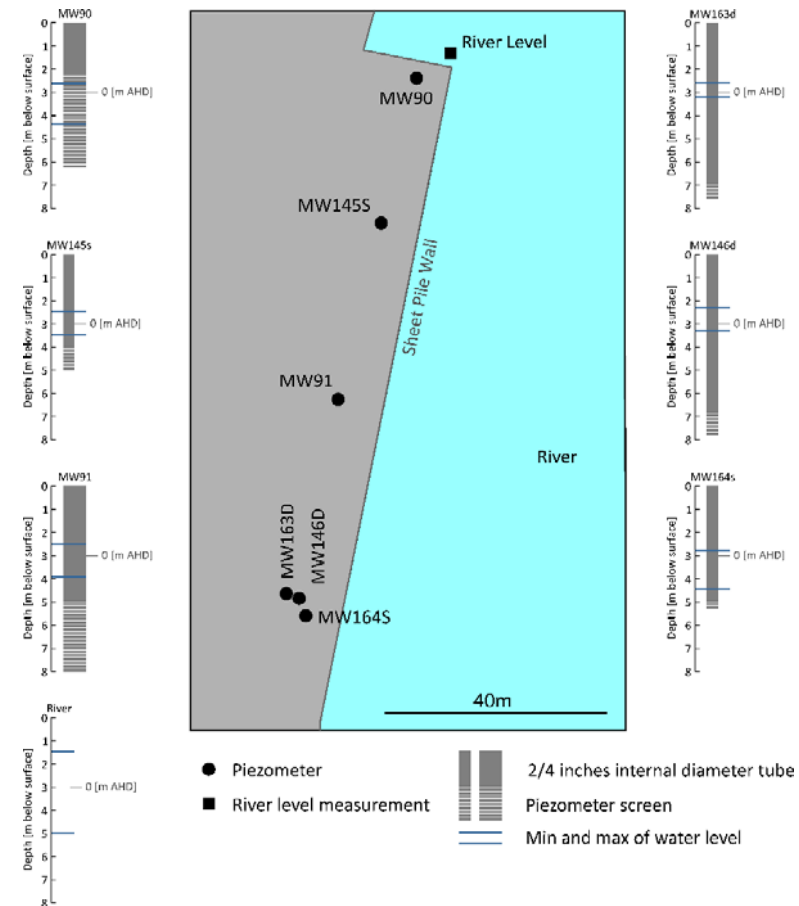 MW90
0
1
2
3
4
5
6
7
8
Depth [m below surface]
0 [m AHD]
MW145s
0
1
2
3
4
5
6
7
8
Depth [m below surface]
0 [m AHD]
MW91
0
1
2
3
4
5
6
7
8
Depth [m below surface]
0 [m AHD]
River
0
1
2
3
4
5
6
7
8
Depth [m below surface]
0 [m AHD]
River Level
MW90
MW145S
Sheet Pile Wall
MW91
River
MW163D
MW146D
MW164S
40m
MW163d
0
1
2
3
4
5
6
7
8
Depth [m below surface]
0 [m AHD]
MW146d
0
1
2
3
4
5
6
7
8
Depth [m below surface]
0 [m AHD]
MW164s
0
1
2
3
4
5
6
7
8
Depth [m below surface]
0 [m AHD]
Piezometer
River level measurement
2/4 inches internal diameter tube
Piezometer screen
Min and max of water level